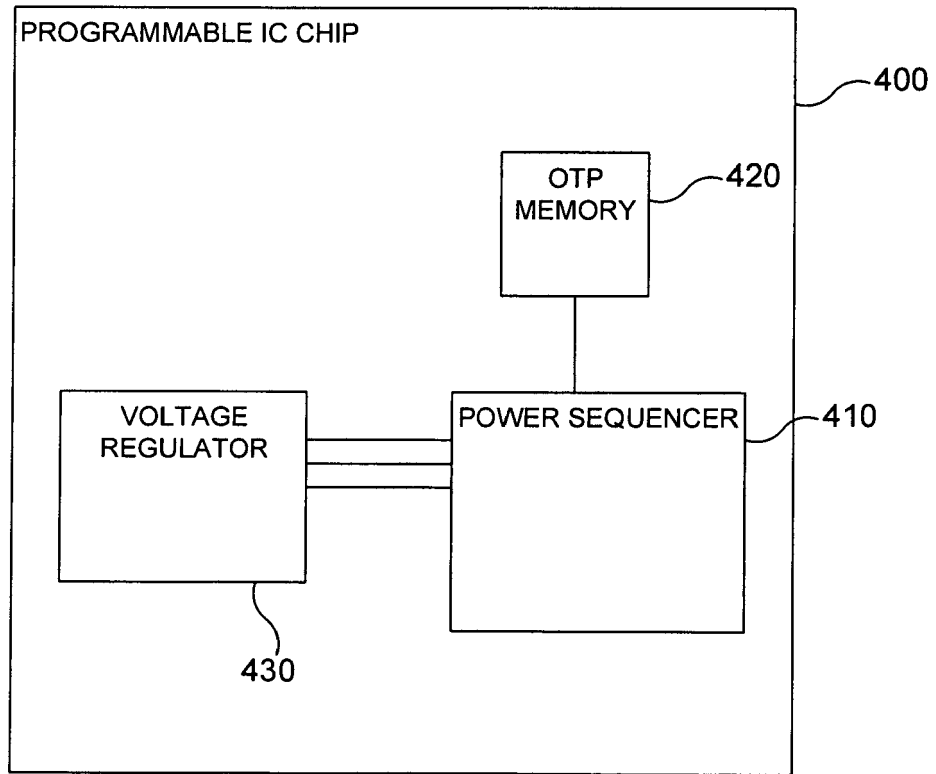 PROGRAMMABLE IC CHIP
400
OTP
MEMORY
420
VOLTAGE
REGULATOR
POWER SEQUENCER
410
430